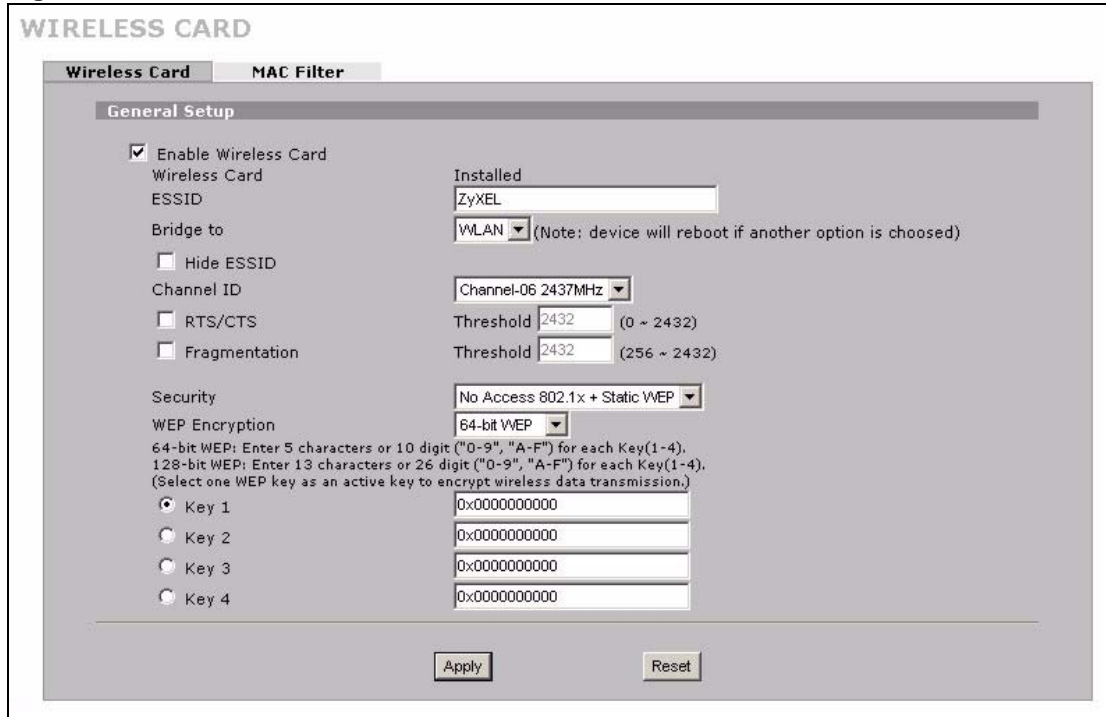 WIRELESS CARD
Wireless Card MAC Filter
General Setup
Enable Wireless Card
Wireless Card Installed
ESSID ZyXEL
Bridge to WLAN (Note: device will reboot if another option is choosed)
Hide ESSID
Channel ID Channel-06 2437MHz
RTS/CTS Threshold 2432 (0 ~ 2432)
Fragmentation Threshold 2432 (256 ~ 2432)
Security No Access 802.1x + Static WEP
WEP Encryption 64-bit WEP
64-bit WEP: Enter 5 characters or 10 digit ("0-9", "A-F") for each Key(1-4).
128-bit WEP: Enter 13 characters or 26 digit ("0-9", "A-F") for each Key(1-4).
(Select one WEP key as an active key to encrypt wireless data transmission.)
Key 1 0x0000000000
Key 2 0x0000000000
Key 3 0x0000000000
Key 4 0x0000000000
Apply Reset